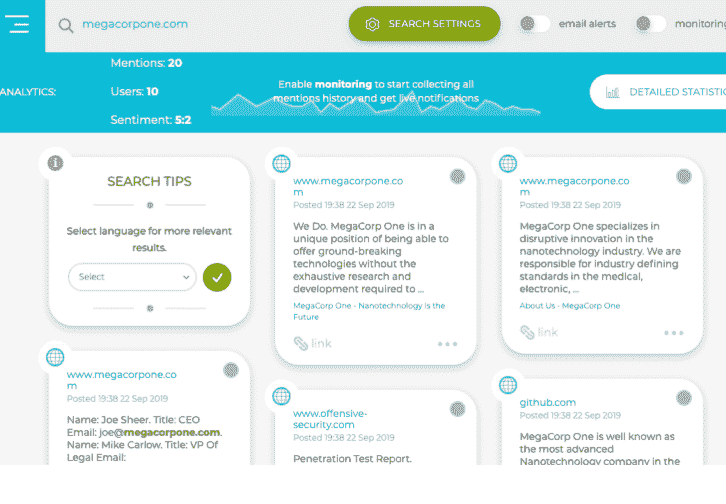 megacorpone.com
SEARCH SETTINGS
email alerts
monitoring
ANALYTICS:
Mentions: 20
Users: 10
Sentiment: 5:2
Enable monitoring to start collecting all
mentions history and get live notifications
DETAILED STATISTIC
SEARCH TIPS
Select language for more relevant
results.
Select
www.megacorpone.co
m
Posted 19:38 22 Sep 2019
We Do. MegaCorp One is in a
unique position of being able to
offer ground-breaking
technologies without the
exhaustive research and
development required to ...
MegaCorp One - Nanotechnology Is the
Future
link
www.megacorpone.co
m
Posted 19:38 22 Sep 2019
MegaCorp One specializes in
disruptive innovation in the
nanotechnology industry. We are
responsible for industry defining
standards in the medical,
electronic, ...
About Us - MegaCorp One
link
www.megacorpone.co
m
Posted 19:38 22 Sep 2019
Name: Joe Sheer. Title: CEO
Email: joe@megacorpone.com.
Name: Mike Carlow. Title: VP Of
Legal Email:
www.offensive-
security.com
Posted 19:38 22 Sep 2019
Penetration Test Report.
github.com
Posted 19:38 22 Sep 2019
MegaCorp One is well known as
the most advanced
Nanotechnology company in the